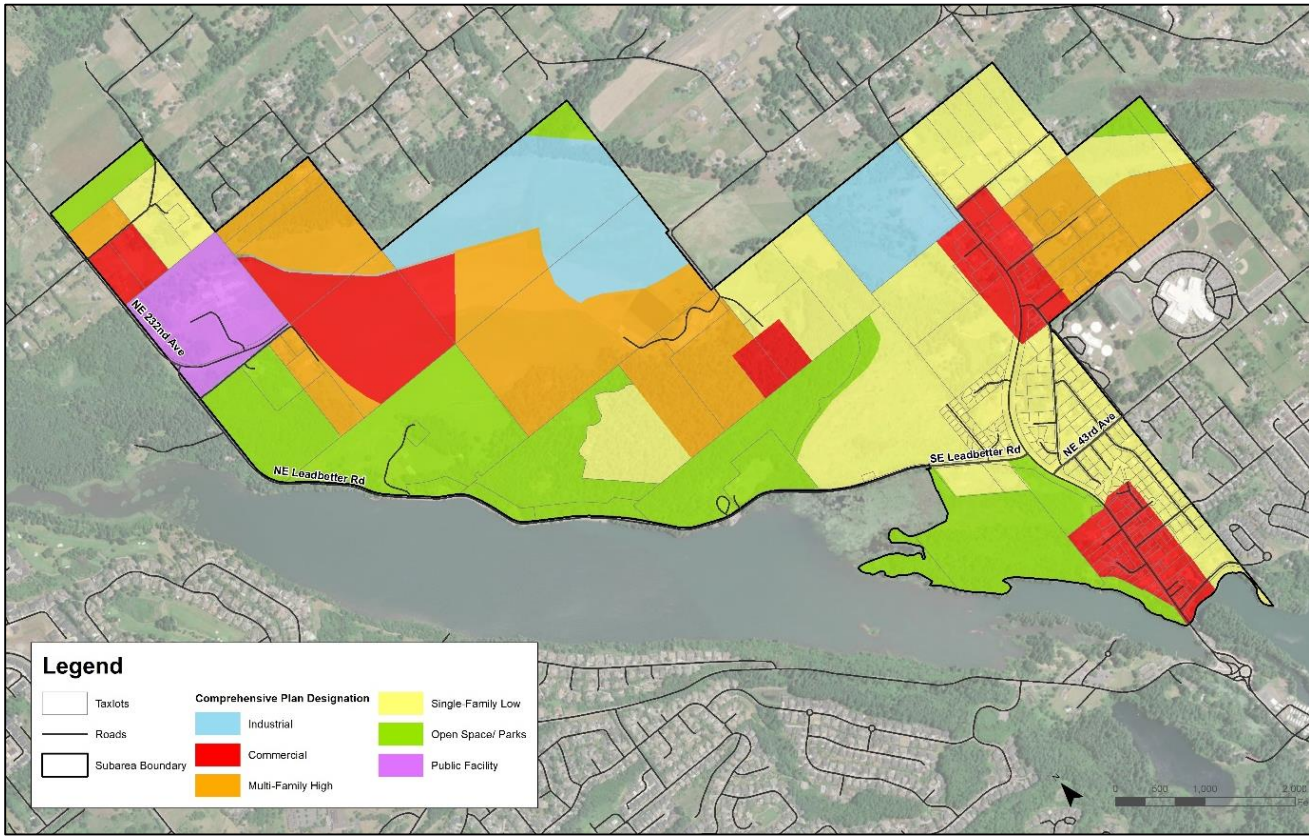 NE 232nd Ave
NE Leadbetter Rd
SE Leadbetter Rd
NE 43rd Ave
Legend
Taxlots
Roads
Subarea Boundary
Comprehensive Plan Designation
Industrial
Commercial
Multi-Family High
Single-Family Low
Open Space/ Parks
Public Facility
0 500 1,000 2,000